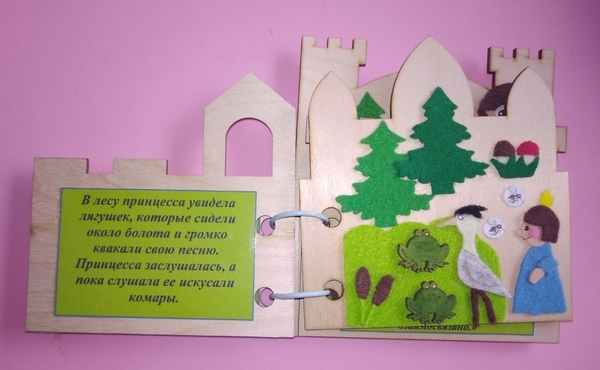 В лесу принцесса увидела
лягушек, которые сидели
около болота и громко
квакали свою песню.
Принцесса заслушалась, а
пока слушала ее искусали
комары.
взаимосвязано.